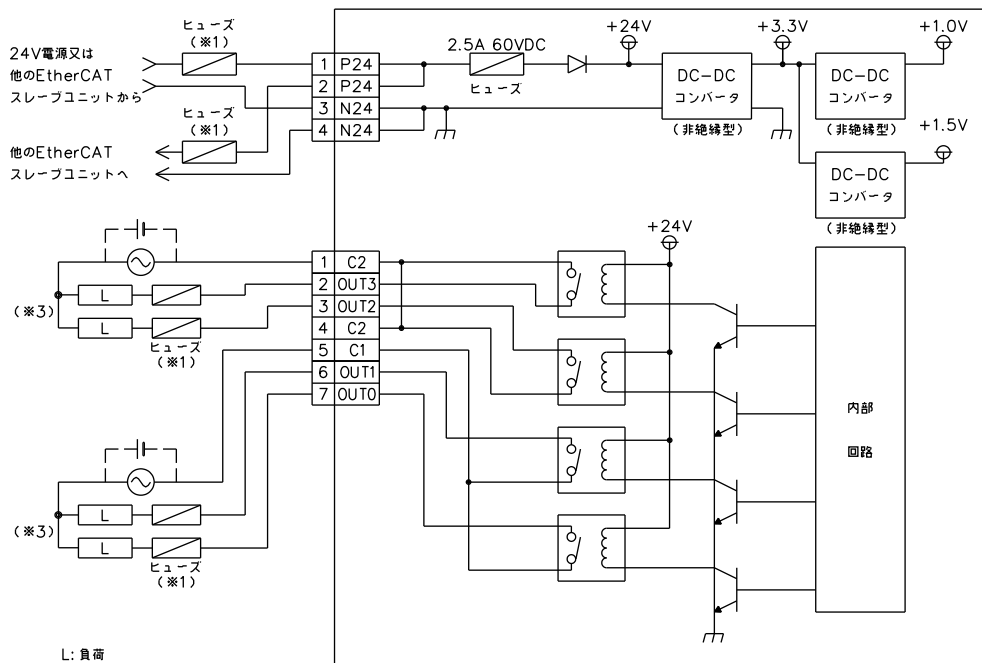 ヒューズ
(※1)
24V電源又は
他のEtherCAT
スレーブユニットから
1 P24
2 P24
3 N24
4 N24
2.5A 60VDC
ヒューズ
+24V
DC-DC
コンバータ
(非絶縁型)
+3.3V
DC-DC
コンバータ
(非絶縁型)
+1.0V
ヒューズ
(※1)
他のEtherCAT
スレーブユニットへ
+1.5V
DC-DC
コンバータ
(非絶縁型)
+24V
1 C2
2 OUT3
3 OUT2
4 C2
5 C1
6 OUT1
7 OUT0
L
(※3)
L
ヒューズ
(※1)
内部
回路
L
(※3)
L
ヒューズ
(※1)
L: 負荷